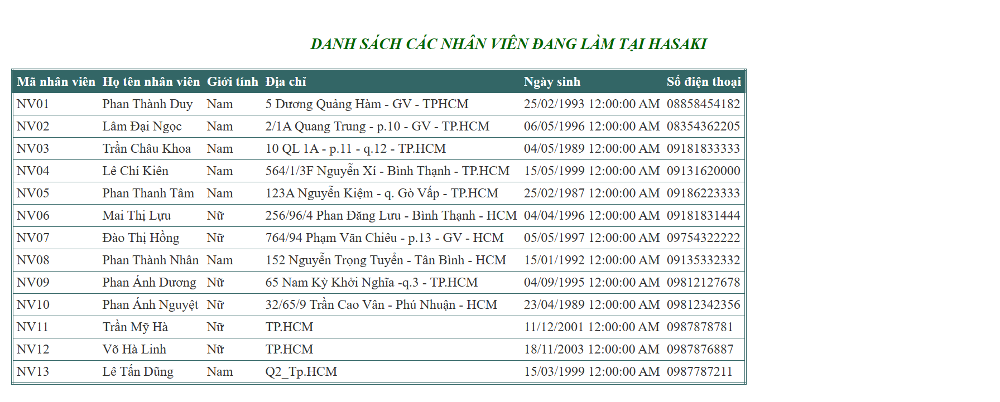 DANH SÁCH CÁC NHÂN VIÊN ĐANG LÀM TẠI HASAKI
Mã nhân viên Họ tên nhân viên Giới tính Địa chỉ Ngày sinh Số điện thoại
NV01 Phan Thành Duy Nam 5 Dương Quảng Hàm - GV - TPHCM 25/02/1993 12:00:00 AM 08858454182
NV02 Lâm Đại Ngọc Nam 2/1A Quang Trung - p.10 - GV - TP.HCM 06/05/1996 12:00:00 AM 08354362205
NV03 Trần Châu Khoa Nam 10 QL 1A - p.11 - q.12 - TP.HCM 04/05/1989 12:00:00 AM 09181833333
NV04 Lê Chí Kiên Nam 564/1/3F Nguyễn Xí - Bình Thạnh - TP.HCM 15/05/1999 12:00:00 AM 09131620000
NV05 Phan Thanh Tâm Nam 123A Nguyễn Kiệm - q. Gò Vấp - TP.HCM 25/02/1987 12:00:00 AM 09186223333
NV06 Mai Thị Lựu Nữ 256/96/4 Phan Đăng Lưu - Bình Thạnh - HCM 04/04/1996 12:00:00 AM 09181831444
NV07 Đào Thị Hồng Nữ 764/94 Phạm Văn Chiêu - p.13 - GV - HCM 05/05/1997 12:00:00 AM 09754322222
NV08 Phan Thành Nhân Nam 152 Nguyễn Trọng Tuyển - Tân Bình - HCM 15/01/1992 12:00:00 AM 09135332332
NV09 Phan Ánh Dương Nữ 65 Nam Kỳ Khởi Nghĩa -q.3 - TP.HCM 04/09/1995 12:00:00 AM 09812127678
NV10 Phan Ánh Nguyệt Nữ 32/65/9 Trần Cao Vân - Phú Nhuận - HCM 23/04/1989 12:00:00 AM 09812342356
NV11 Trần Mỹ Hà Nữ TP.HCM 11/12/2001 12:00:00 AM 0987878781
NV12 Võ Hà Linh Nữ TP.HCM 18/11/2003 12:00:00 AM 0987876887
NV13 Lê Tấn Dũng Nam Q2_Tp.HCM 15/03/1999 12:00:00 AM 0987787211